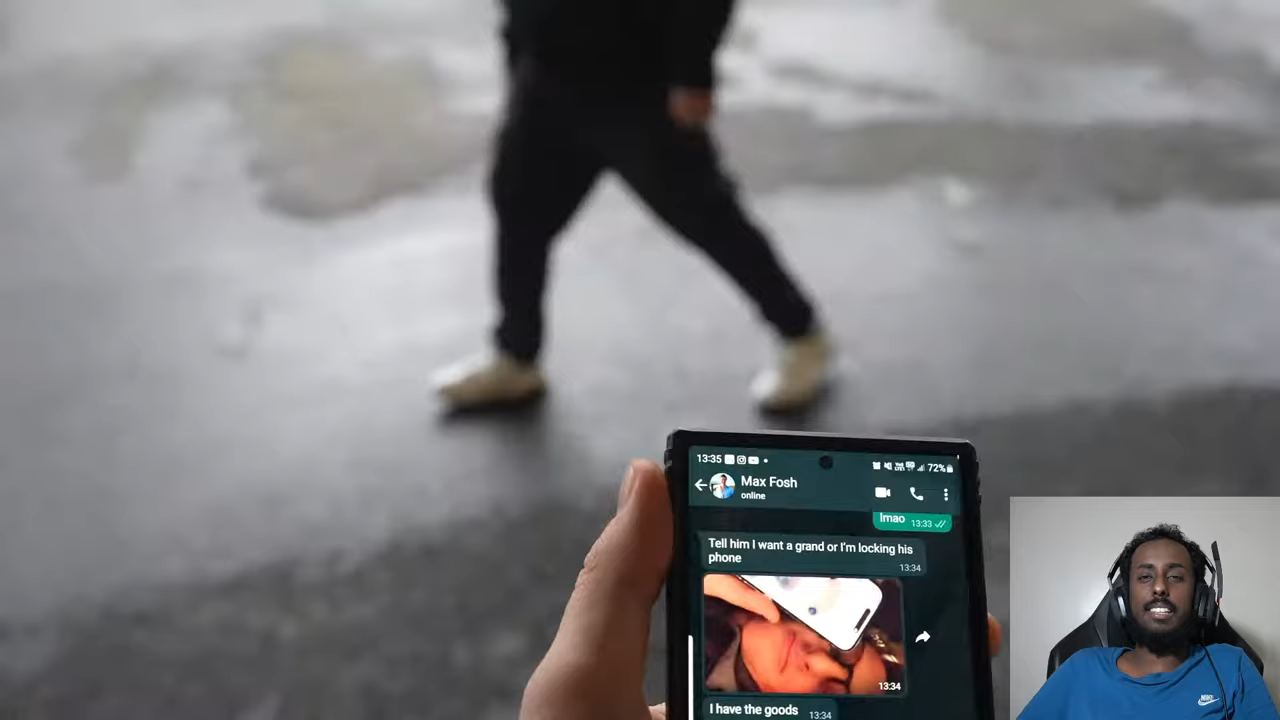 13:35
72%
Max Fosh
online
lmao 13:33
Tell him I want a grand or I'm locking his
phone
13:34
13:34
I have the goods 13:34